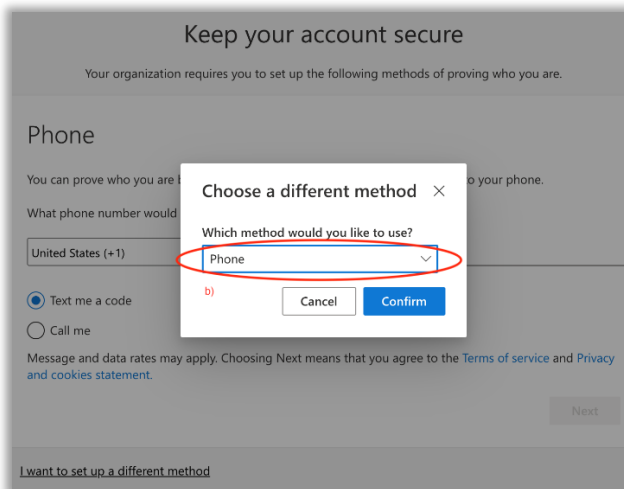 Keep your account secure
Your organization requires you to set up the following methods of proving who you are.
Phone
You can prove who you are
o your phone.
What phone number would
United States (+1)
Text me a code
Call me
Message and data rates may apply. Choosing Next means that you agree to the Terms of service and Privacy
and cookies statement.
Next
I want to set up a different method
Choose a different method
Which method would you like to use?
Phone
b)
Cancel
Confirm